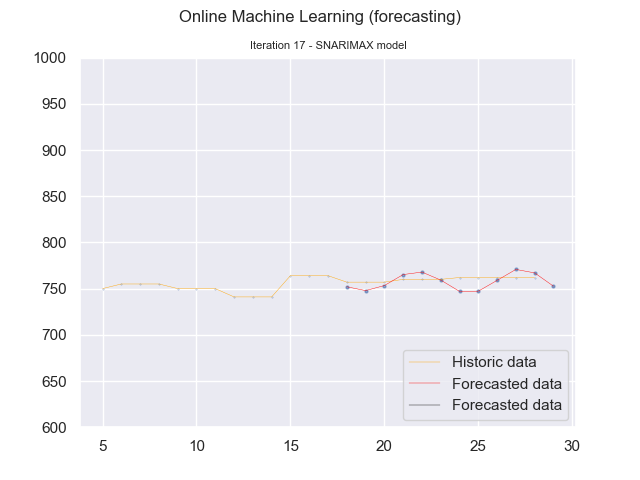 Online Machine Learning (forecasting)
Iteration 17 - SNARIMAX model
1000
950
900
850
800
750
700
650
600
Historic data
Forecasted data
Forecasted data
5 10 15 20 25 30